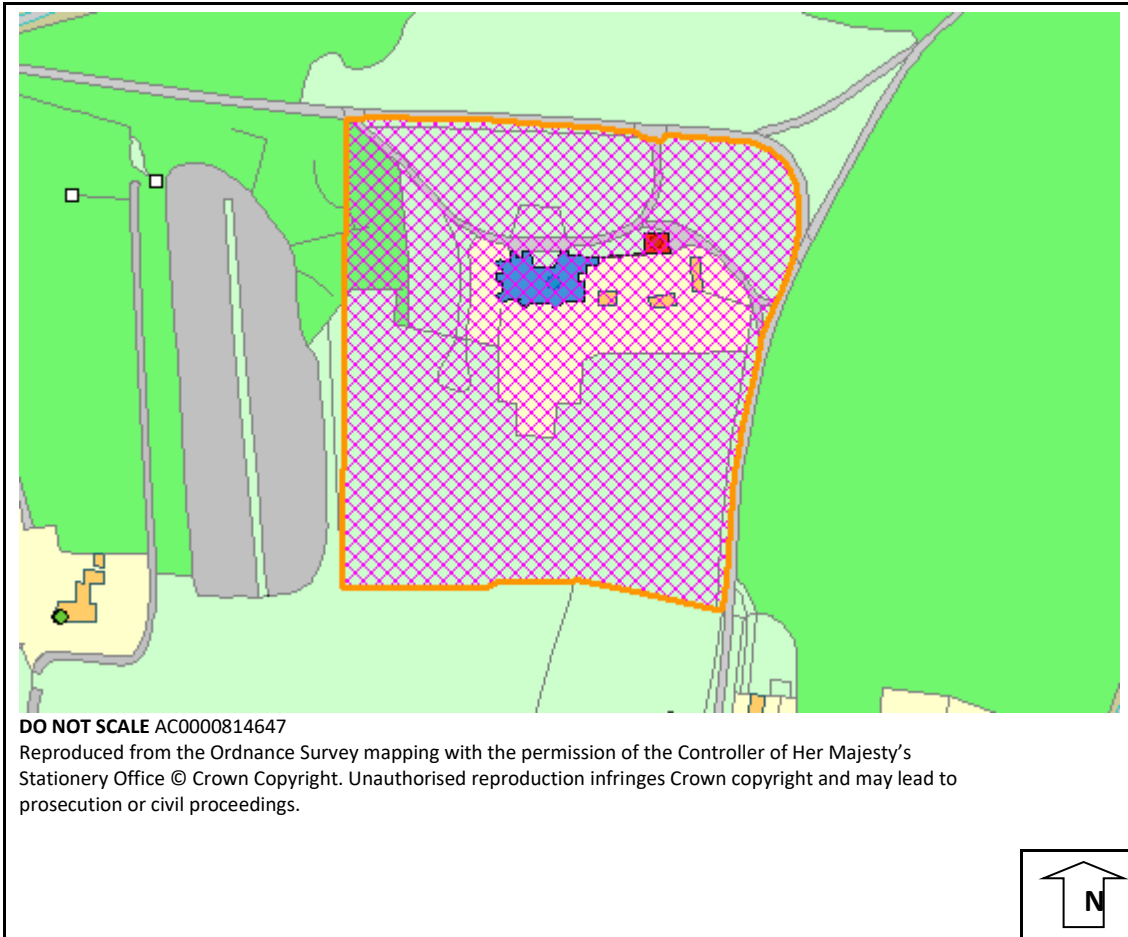 DO NOT SCALE AC0000814647
Reproduced from the Ordnance Survey mapping with the permission of the Controller of Her Majesty's
Stationery Office © Crown Copyright. Unauthorised reproduction infringes Crown copyright and may lead to
prosecution or civil proceedings.
N